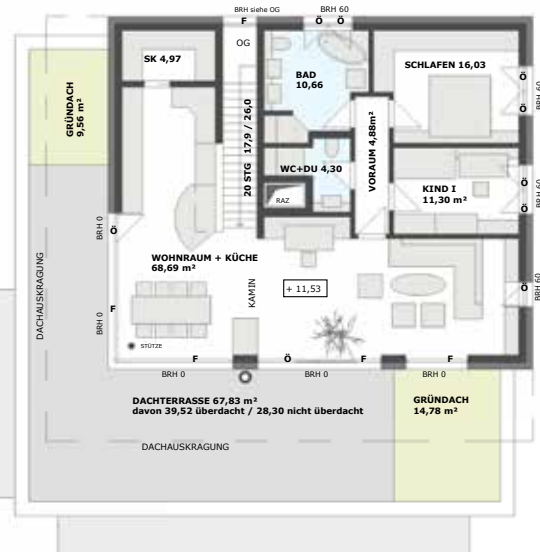 BRH siehe OG
BRH 60
F
Ö
Ö
OG
SK 4,97
BAD
10,66
SCHLAFEN 16,03
Ö
Ö
BRH 60
GRÜNDACH
9,56 m²
20 STG 17,9 / 26,0
VORAUM 4,88m²
WC+DU 4,30
RAZ
KIND I
11,30 m²
Ö
Ö
BRH 60
BRH 0
Ö
WOHNRAUM + KÜCHE
68,69 m²
KAMIN
+ 11,53
Ö
BRH 60
DACHAUSKRAGUNG
BRH 0
F
STÜTZE
F
Ö
F
F
BRH 0
BRH 0
BRH 0
DACHTERRASSE 67,83 m²
davon 39,52 überdacht / 28,30 nicht überdacht
GRÜNDACH
14,78 m²
DACHAUSKRAGUNG